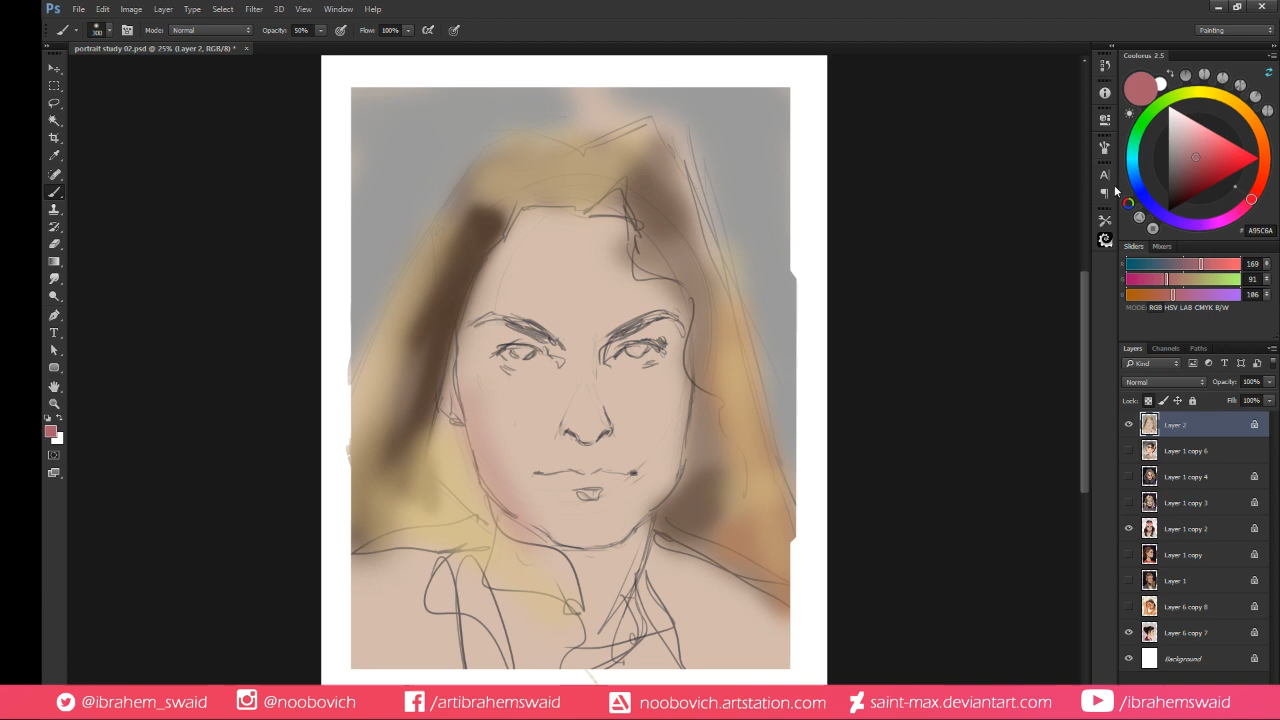 Ps File Edit Image Layer Type Select Filter 3D View Window Help
300 Mode: Normal Opacity: 50% Flow: 100% Painting
portrait study 02.psd @ 25% (Layer 2, RGB/8) * ×
Coolorus 2.5
# A95C6A
Sliders Mixers
R 169
91
106
MODE: RGB HSV LAB CMYK B/W
Layers Channels Paths
Kind
Normal Opacity: 100%
Lock: Fill: 100%
Layer 2
Layer 1 copy 6
Layer 1 copy 4
Layer 1 copy 3
Layer 1 copy 2
Layer 1 copy
Layer 1
Layer 6 copy 8
Layer 6 copy 7
Background
@ibrahem_swaid @noobovich /artibrahemswaid noobovich.artstation.com saint-max.deviantart.com /ibrahemswaid